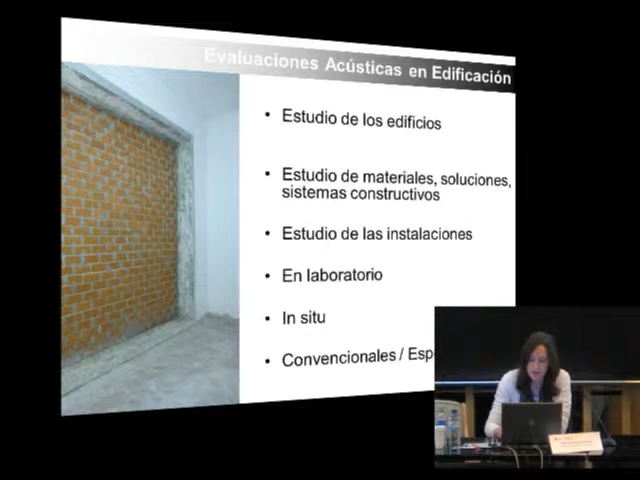 Evaluaciones Acústicas en Edificación
• Estudio de los edificios
• Estudio de materiales, soluciones,
sistemas constructivos
• Estudio de las instalaciones
• En laboratorio
• In situ
• Convencionales /